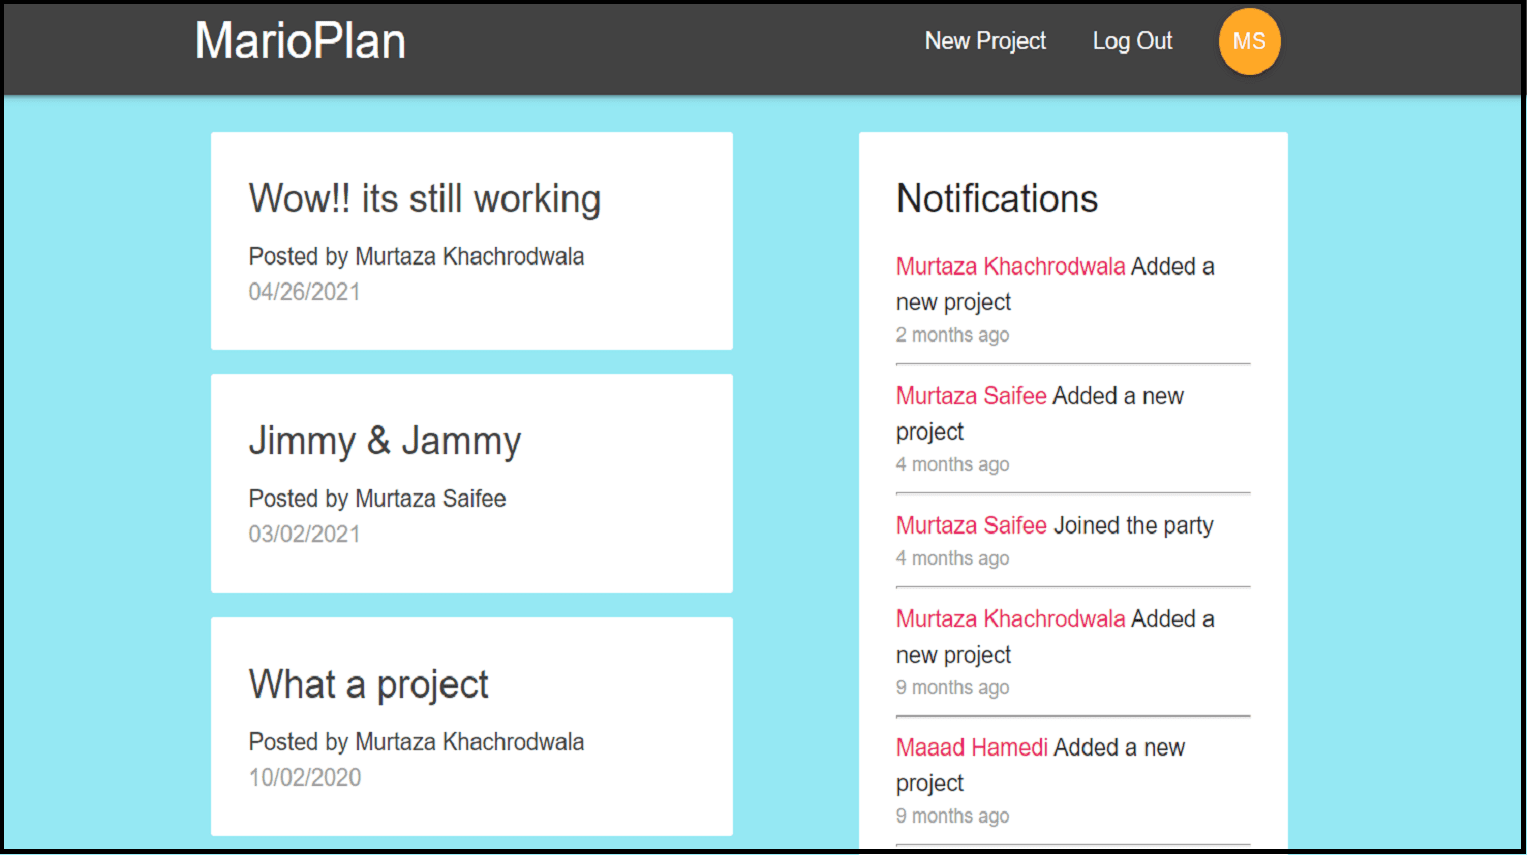 MarioPlan
New Project
Log Out
MS
Wow!! its still working
Posted by Murtaza Khachrodwala
04/26/2021
Jimmy & Jammy
Posted by Murtaza Saifee
03/02/2021
What a project
Posted by Murtaza Khachrodwala
10/02/2020
Notifications
Murtaza Khachrodwala Added a
new project
2 months ago
Murtaza Saifee Added a new
project
4 months ago
Murtaza Saifee Joined the party
4 months ago
Murtaza Khachrodwala Added a
new project
9 months ago
Maaad Hamedi Added a new
project
9 months ago